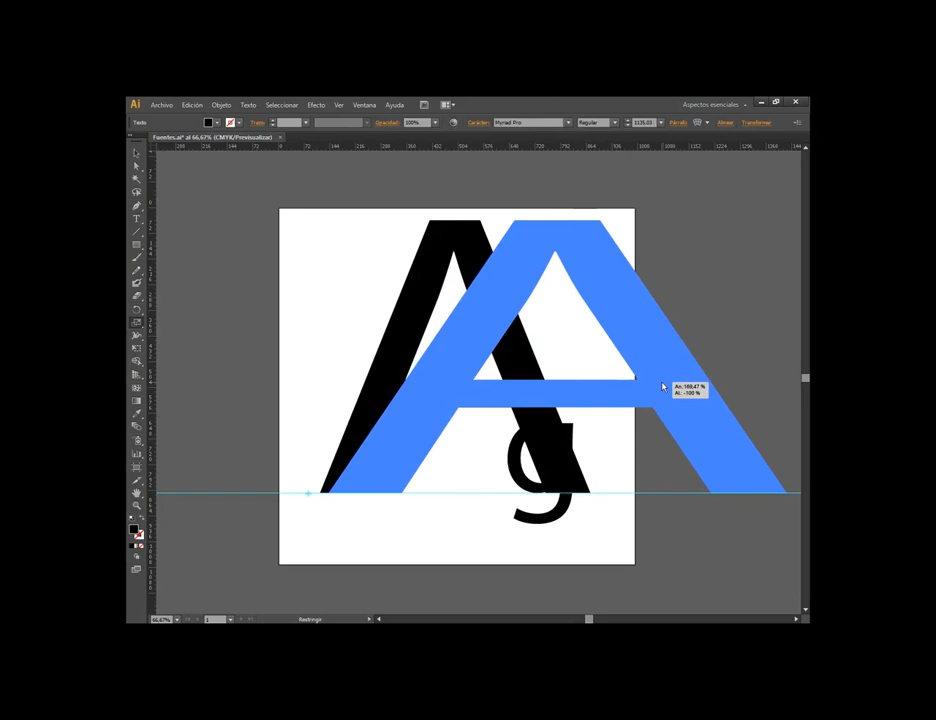 Ai Archivo Edición Objeto Texto Seleccionar Efecto Ver Ventana Ayuda Aspectos esenciales
Texto Trazo: Opacidad: 100% Carácter: Myriad Pro Regular Párrafo Alinear Transformar
Fuentes.ai* al 66,67% (CMYK/Previsualizar) ×
A A
An: 169,47 %
Al: -100 %
g
66,67% 1 Restringir